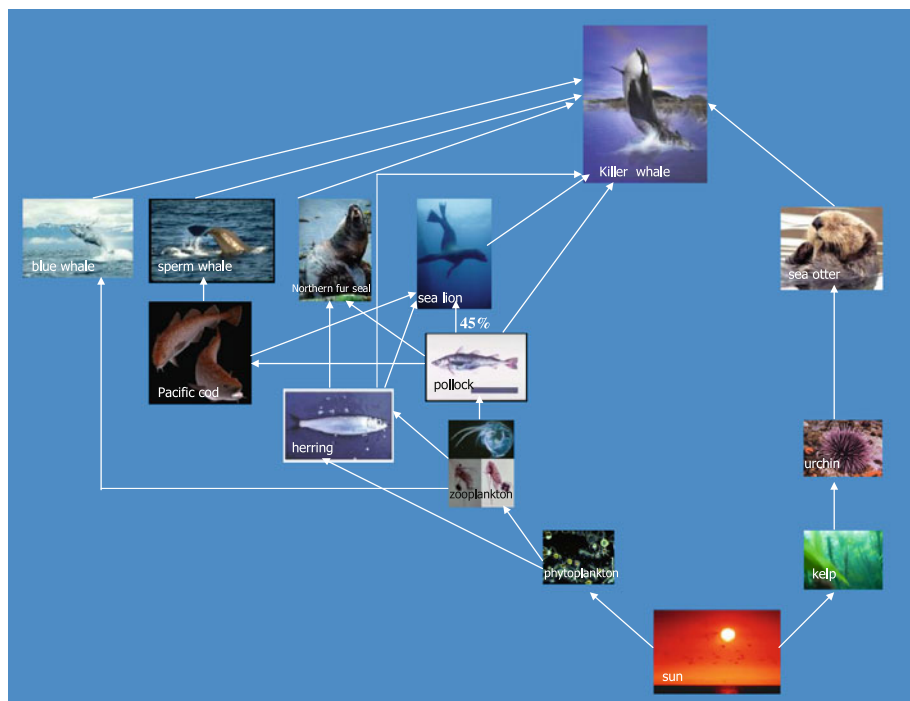 Killer whale
blue whale
sperm whale
Northern fur seal
sea lion
sea otter
45%
Pacific cod
pollock
herring
urchin
zooplankton
phytoplankton
kelp
sun